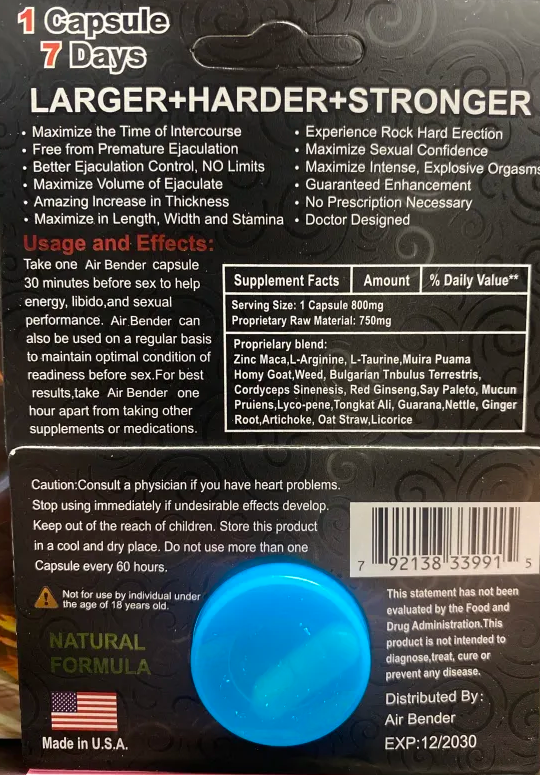 1 Capsule
7 Days
LARGER+HARDER+STRONGER
• Maximize the Time of Intercourse
• Free from Premature Ejaculation
• Better Ejaculation Control, NO Limits
• Maximize Volume of Ejaculate
• Amazing Increase in Thickness
• Maximize in Length, Width and Stamina
• Experience Rock Hard Erection
• Maximize Sexual Confidence
• Maximize Intense, Explosive Orgasms
• Guaranteed Enhancement
• No Prescription Necessary
• Doctor Designed
Usage and Effects:
Take one Air Bender capsule
30 minutes before sex to help
energy, libido,and sexual
performance. Air Bender can
also be used on a regular basis
to maintain optimal condition of
readiness before sex.For best
results,take Air Bender one
hour apart from taking other
supplements or medications.
Supplement Facts Amount % Daily Value**
Serving Size: 1 Capsule 800mg
Proprietary Raw Material: 750mg
Proprielary blend:
Zinc Maca,L-Arginine, L-Taurine,Muira Puama
Homy Goat,Weed, Bulgarian Tnbulus Terrestris,
Cordyceps Sinenesis, Red Ginseng,Say Paleto, Mucun
Pruiens,Lyco-pene,Tongkat Ali, Guarana,Nettle, Ginger
Root,Artichoke, Oat Straw,Licorice
Caution:Consult a physician if you have heart problems.
Stop using immediately if undesirable effects develop.
Keep out of the reach of children. Store this product
in a cool and dry place. Do not use more than one
Capsule every 60 hours.
Not for use by individual under
the age of 18 years old.
NATURAL
FORMULA
Made in U.S.A.
7 92138 33991 5
This statement has not been
evaluated by the Food and
Drug Administration.This
product is not intended to
diagnose,treat, cure or
prevent any disease.
Distributed By:
Air Bender
EXP:12/2030